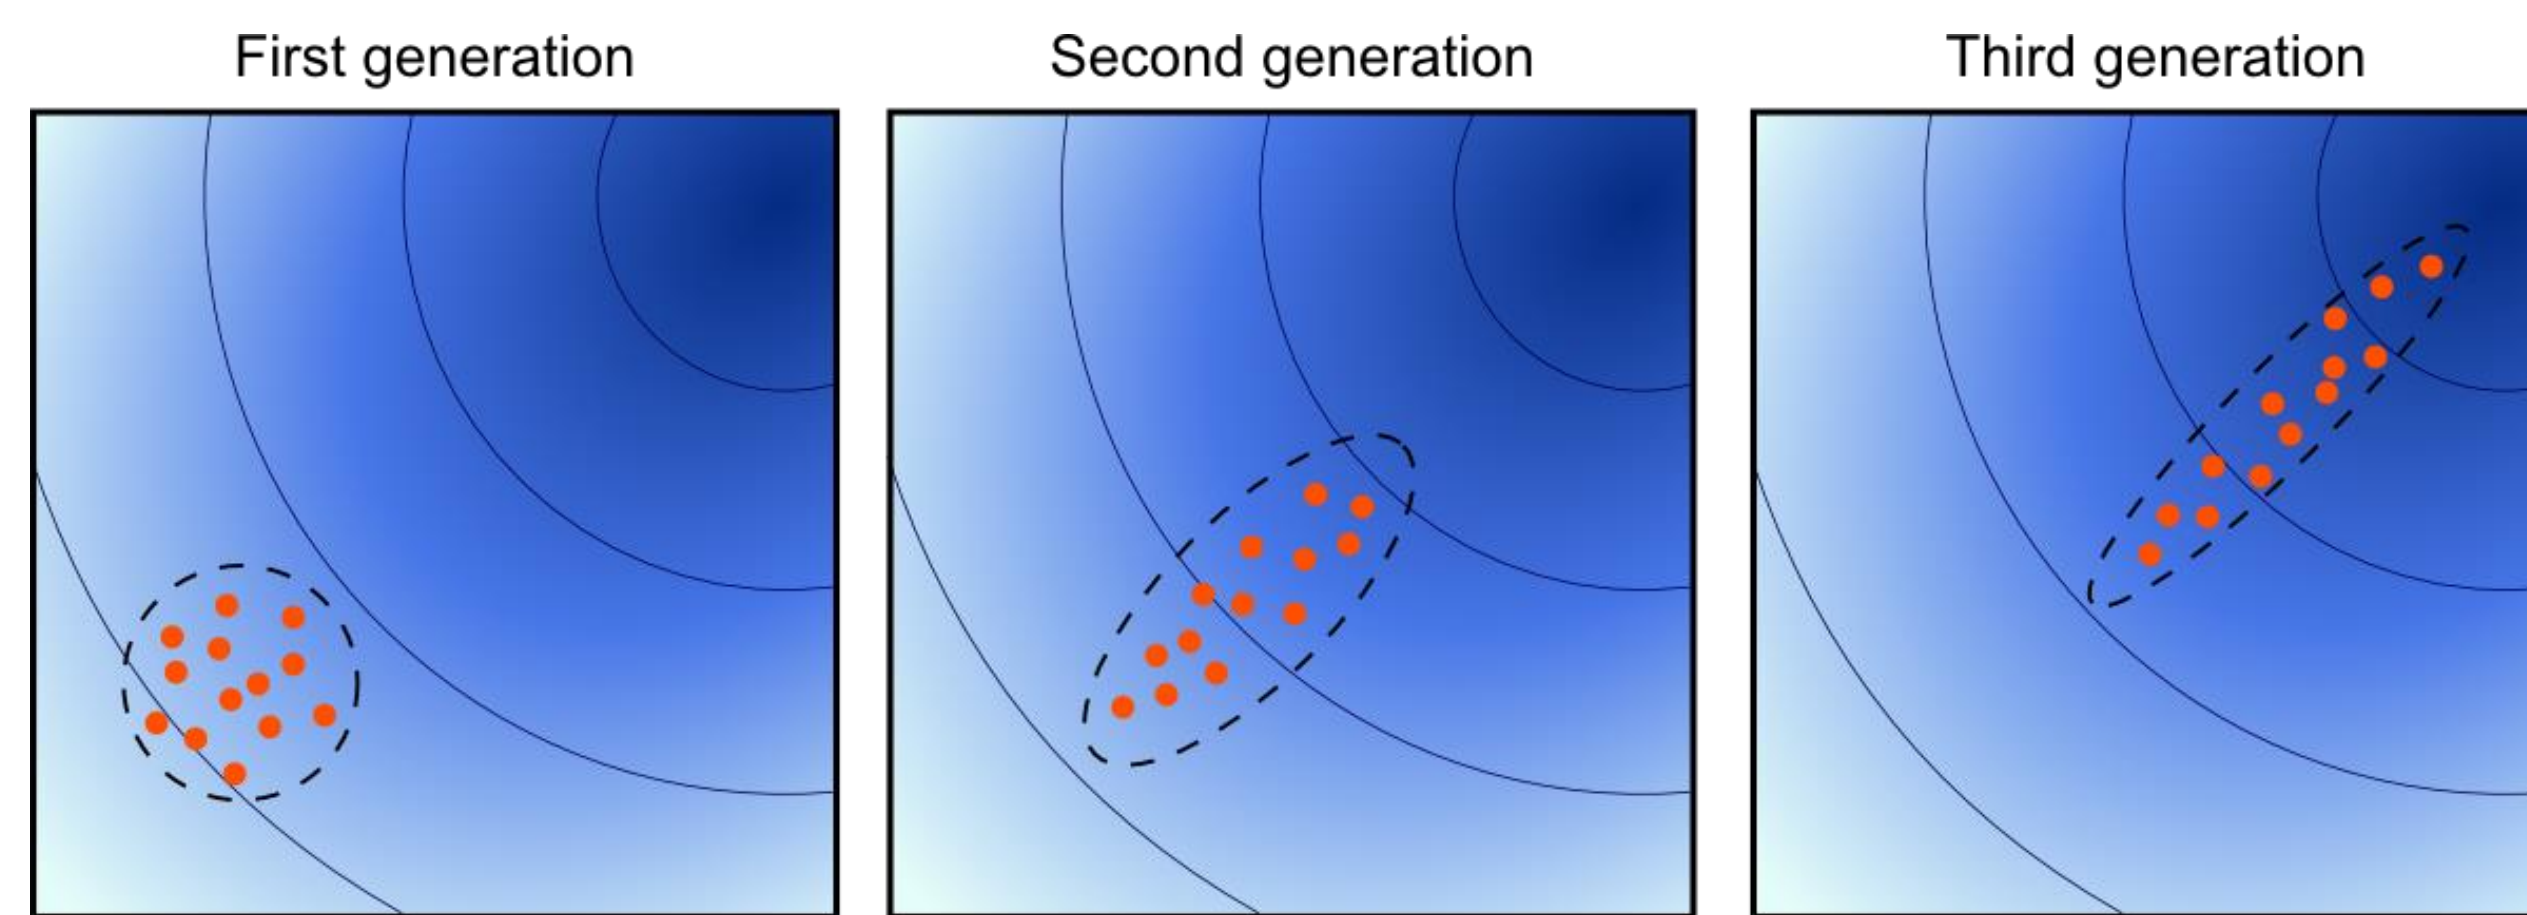 First generation
Second generation
Third generation